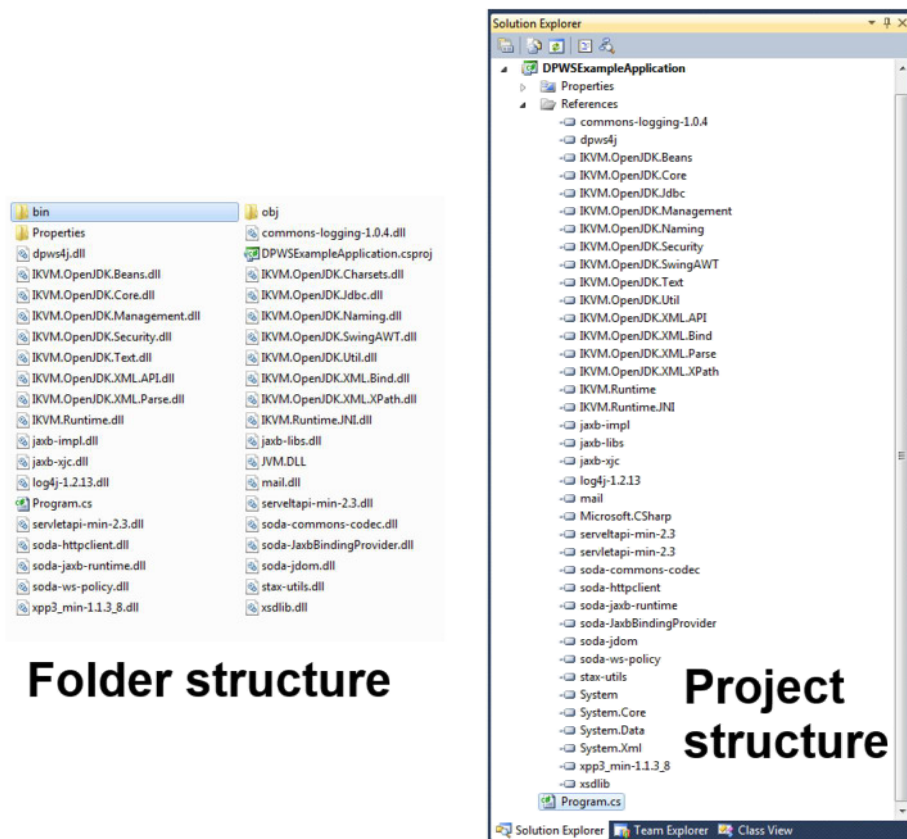 bin
obj
Properties
commons-logging-1.0.4.dll
dpws4j.dll
DPWSExampleApplication.csproj
IKVM.OpenJDK.Beans.dll
IKVM.OpenJDK.Charsets.dll
IKVM.OpenJDK.Core.dll
IKVM.OpenJDK.Jdbc.dll
IKVM.OpenJDK.Management.dll
IKVM.OpenJDK.Naming.dll
IKVM.OpenJDK.Security.dll
IKVM.OpenJDK.SwingAWT.dll
IKVM.OpenJDK.Text.dll
IKVM.OpenJDK.Util.dll
IKVM.OpenJDK.XML.API.dll
IKVM.OpenJDK.XML.Bind.dll
IKVM.OpenJDK.XML.Parse.dll
IKVM.OpenJDK.XML.XPath.dll
IKVM.Runtime.dll
IKVM.Runtime.JNI.dll
jaxb-impl.dll
jaxb-libs.dll
jaxb-xjc.dll
JVM.DLL
log4j-1.2.13.dll
mail.dll
Program.cs
serveltapi-min-2.3.dll
servletapi-min-2.3.dll
soda-commons-codec.dll
soda-httpclient.dll
soda-JaxbBindingProvider.dll
soda-jaxb-runtime.dll
soda-jdom.dll
soda-ws-policy.dll
stax-utils.dll
xpp3_min-1.1.3_8.dll
xsdlib.dll
Folder structure
Solution Explorer
DPWSExampleApplication
Properties
References
commons-logging-1.0.4
dpws4j
IKVM.OpenJDK.Beans
IKVM.OpenJDK.Core
IKVM.OpenJDK.Jdbc
IKVM.OpenJDK.Management
IKVM.OpenJDK.Naming
IKVM.OpenJDK.Security
IKVM.OpenJDK.SwingAWT
IKVM.OpenJDK.Text
IKVM.OpenJDK.Util
IKVM.OpenJDK.XML.API
IKVM.OpenJDK.XML.Bind
IKVM.OpenJDK.XML.Parse
IKVM.OpenJDK.XML.XPath
IKVM.Runtime
IKVM.Runtime.JNI
jaxb-impl
jaxb-libs
jaxb-xjc
log4j-1.2.13
mail
Microsoft.CSharp
serveltapi-min-2.3
servletapi-min-2.3
soda-commons-codec
soda-httpclient
soda-jaxb-runtime
soda-JaxbBindingProvider
soda-jdom
soda-ws-policy
stax-utils
System
System.Core
System.Data
System.Xml
xpp3_min-1.1.3_8
xsdlib
Program.cs
Project
structure
Solution Explorer Team Explorer Class View